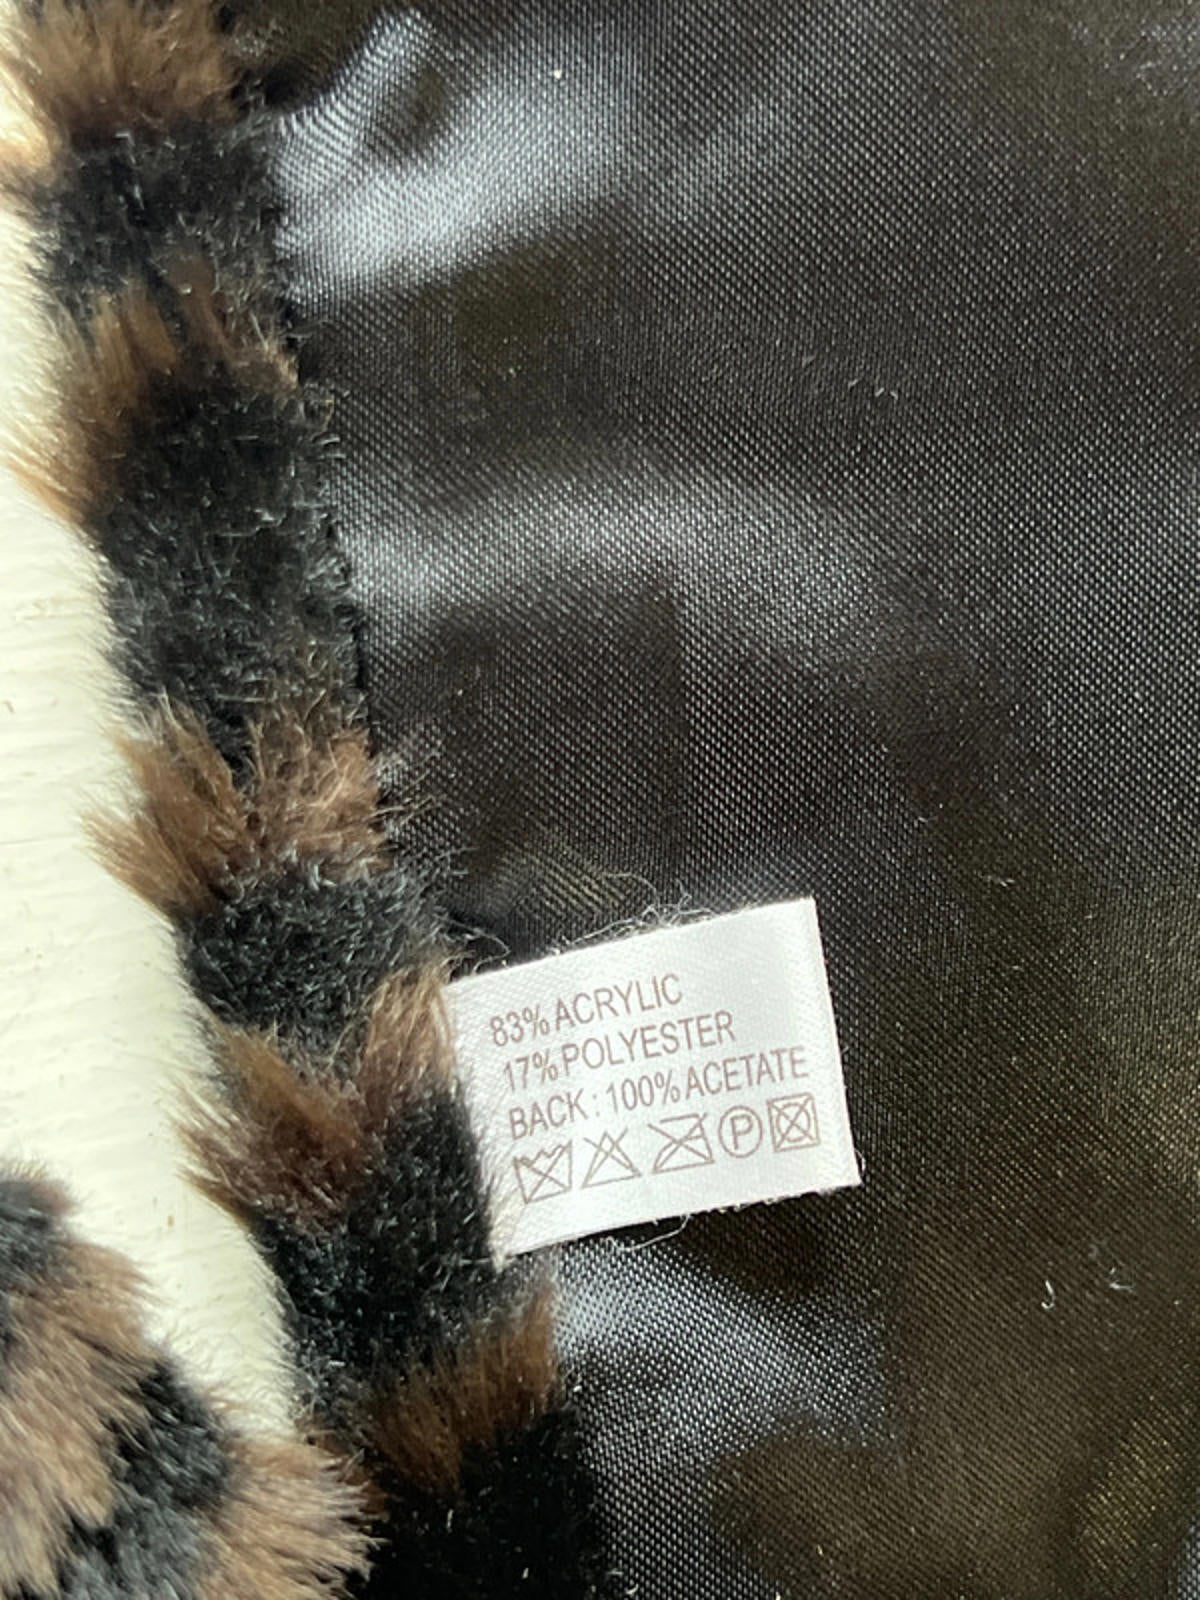 83% ACRYLIC
17% POLYESTER
BACK : 100% ACETATE
P